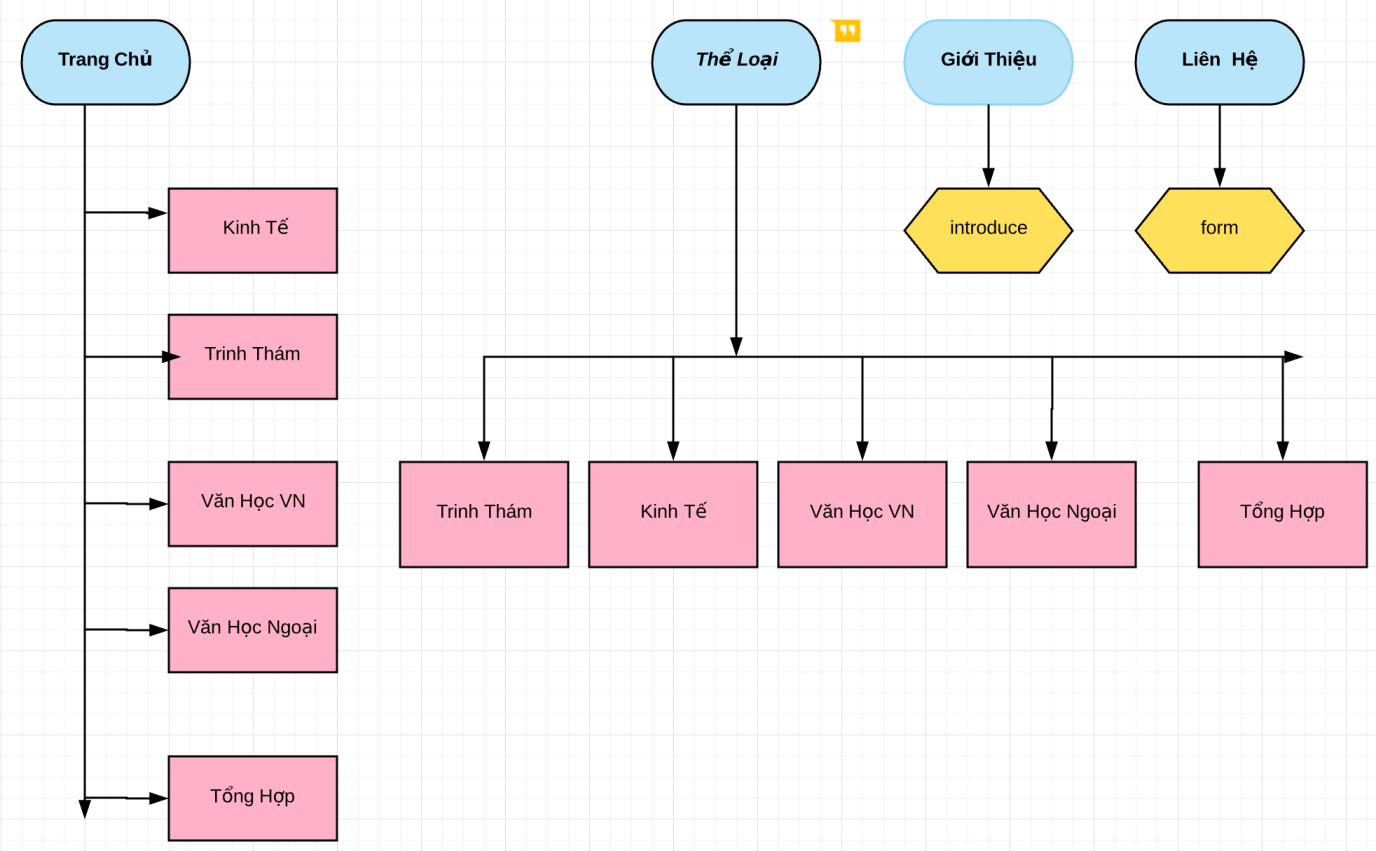 Trang Chủ
Thể Loại
Giới Thiệu
Liên Hệ
Kinh Tế
introduce
form
Trinh Thám
Văn Học VN
Trinh Thám
Kinh Tế
Văn Học VN
Văn Học Ngoại
Tổng Hợp
Văn Học Ngoại
Tổng Hợp